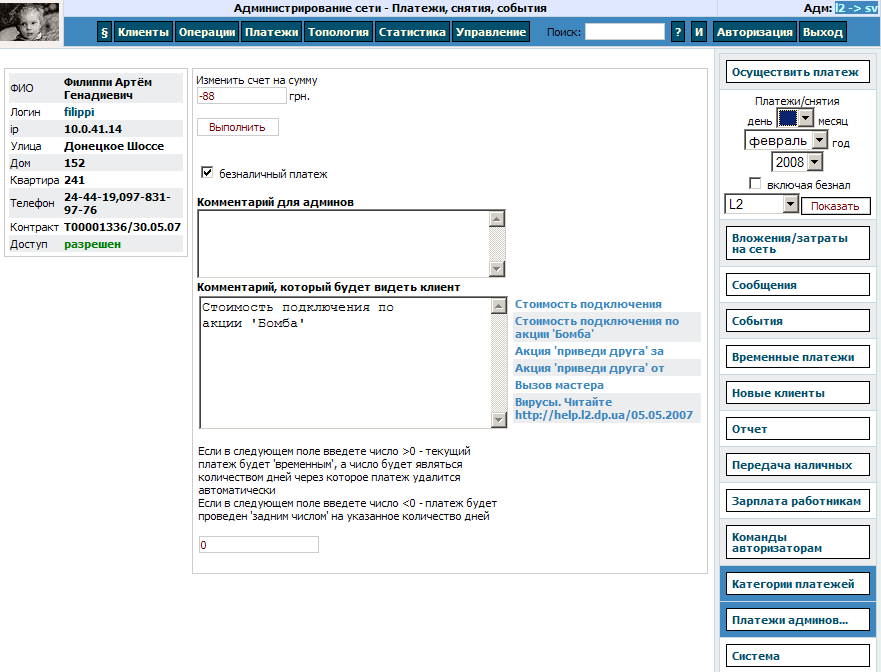 Администрирование сети - Платежи, снятия, события
Адм: l2 -> sv
§ Клиенты Операции Платежи Топология Статистика Управление Поиск: ? И Авторизация Выход
ФИО Филиппи Артём Генадиевич
Логин filippi
ip 10.0.41.14
Улица Донецкое Шоссе
Дом 152
Квартира 241
Телефон 24-44-19,097-831-
97-76
Контракт T00001336/30.05.07
Доступ разрешен
Изменить счет на сумму
-88 грн.
Выполнить
безналичный платеж
Комментарий для админов
Комментарий, который будет видеть клиент
Стоимость подключения по
акции 'Бомба'
Стоимость подключения
Стоимость подключения по
акции 'Бомба'
Акция 'приведи друга' за
Акция 'приведи друга' от
Вызов мастера
Вирусы. Читайте
http://help.l2.dp.ua/05.05.2007
Если в следующем поле введете число >0 - текущий
платеж будет 'временным', а число будет являться
количеством дней через которое платеж удалится
автоматически
Если в следующем поле введете число <0 - платеж будет
проведен 'задним числом' на указанное количество дней
0
Осуществить платеж
Платежи/снятия
день месяц
февраль год
2008
включая безнал
L2 Показать
Вложения/затраты
на сеть
Сообщения
События
Временные платежи
Новые клиенты
Отчет
Передача наличных
Зарплата работникам
Команды
авторизаторам
Категории платежей
Платежи админов...
Система